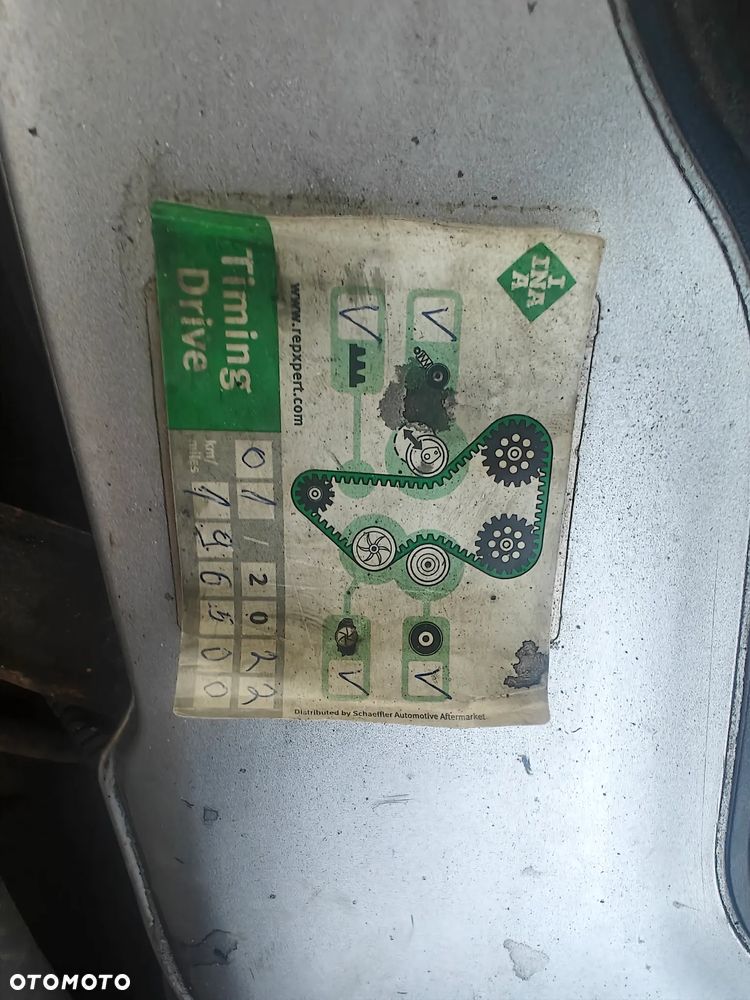 I
INA
A
www.repxpert.com
Timing
Drive
01/2022
km/
miles
196500
Distributed by Schaeffler Automotive Aftermarket
OTOMOTO